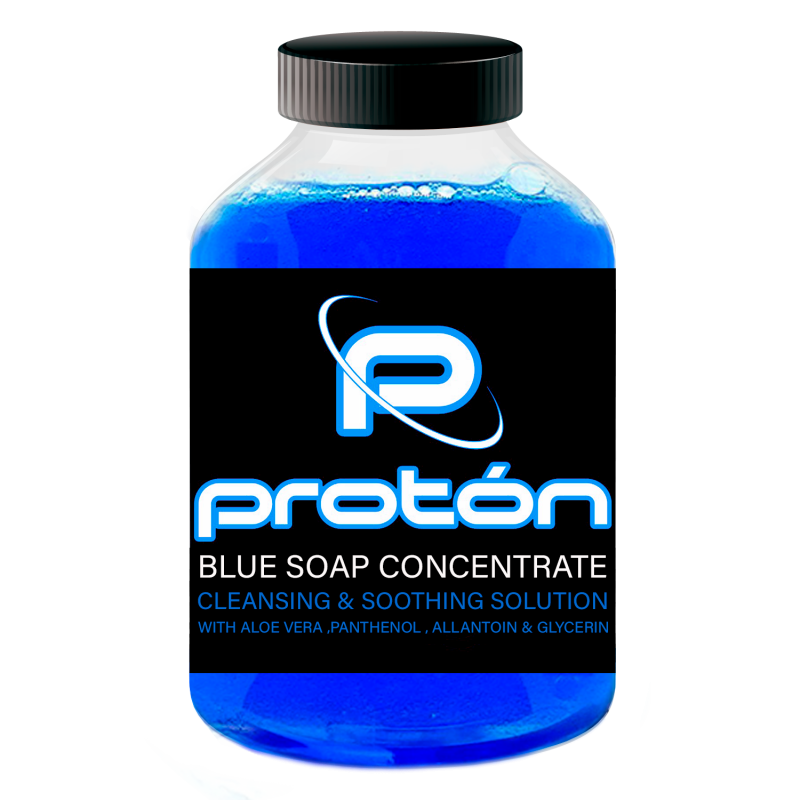 P
protón
BLUE SOAP CONCENTRATE
CLEANSING & SOOTHING SOLUTION
WITH ALOE VERA ,PANTHENOL , ALLANTOIN & GLYCERIN